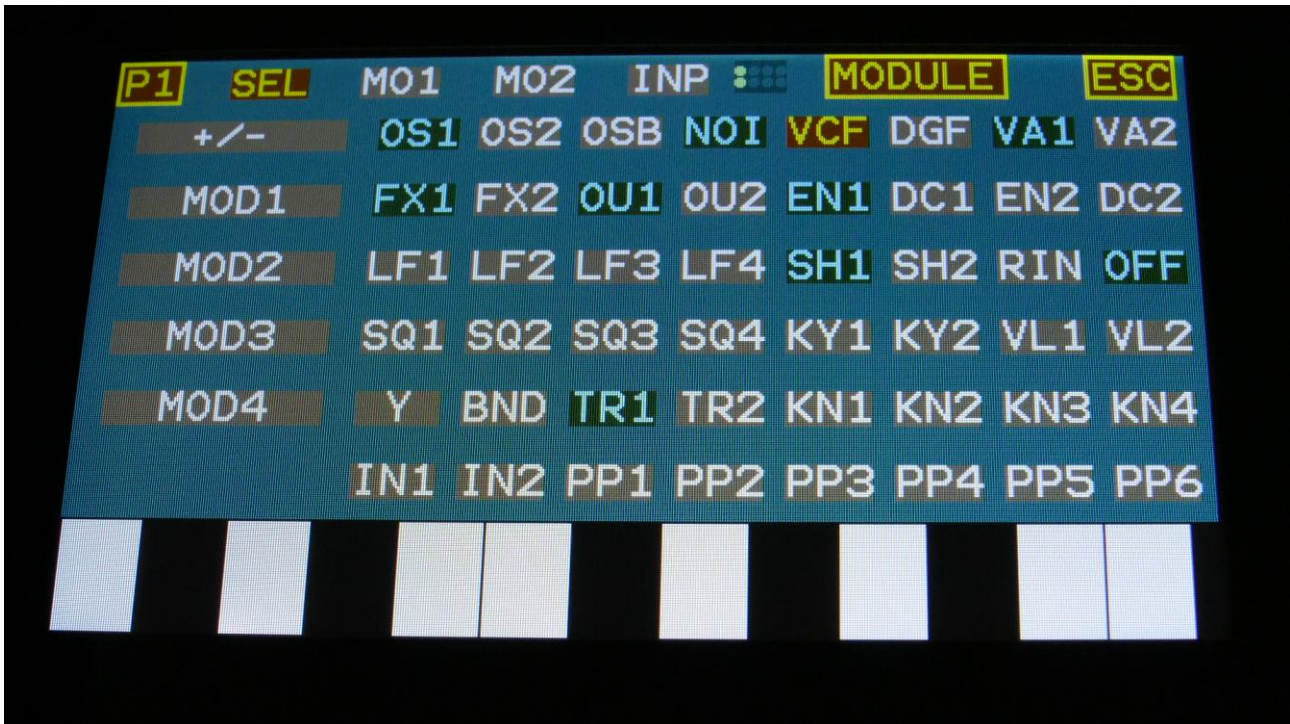 P1 SEL MO1 MO2 INP MODULE ESC
+/- OS1 OS2 OSB NOI VCF DGF VA1 VA2
MOD1 FX1 FX2 OU1 OU2 EN1 DC1 EN2 DC2
MOD2 LF1 LF2 LF3 LF4 SH1 SH2 RIN OFF
MOD3 SQ1 SQ2 SQ3 SQ4 KY1 KY2 VL1 VL2
MOD4 Y BND TR1 TR2 KN1 KN2 KN3 KN4
IN1 IN2 PP1 PP2 PP3 PP4 PP5 PP6